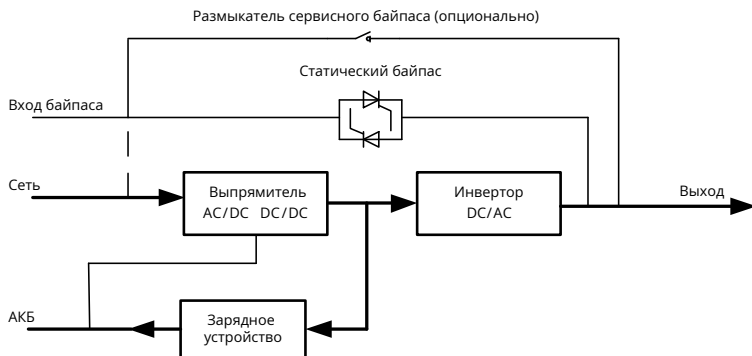 Размыкатель сервисного байпаса (опционально)
Статический байпас
Вход байпаса
Сеть
Выпрямитель
AC/DC DC/DC
Инвертор
DC/AC
Выход
АКБ
Зарядное
устройство